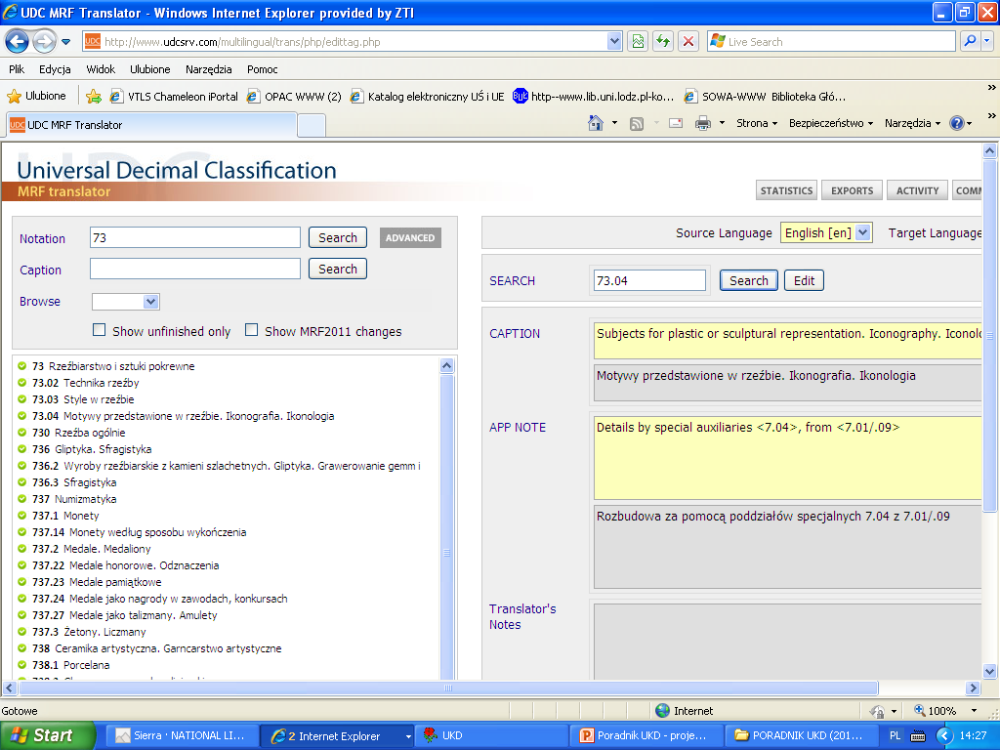 UDC MRF Translator - Windows Internet Explorer provided by ZTI
http://www.udcsrv.com/multilingual/trans/php/edittag.php
Live Search
Plik Edycja Widok Ulubione Narzędzia Pomoc
Ulubione VTLS Chameleon iPortal OPAC WWW (2) Katalog elektroniczny UŚ i UE http--www.lib.uni.lodz.pl-ko... SOWA-WWW Biblioteka Głó...
UDC MRF Translator
Strona Bezpieczeństwo Narzędzia
Universal Decimal Classification
MRF translator
STATISTICS EXPORTS ACTIVITY COMM
Notation 73 Search ADVANCED
Caption Search
Browse
Show unfinished only Show MRF2011 changes
73 Rzeźbiarstwo i sztuki pokrewne
73.02 Technika rzeźby
73.03 Style w rzeźbie
73.04 Motywy przedstawione w rzeźbie. Ikonografia. Ikonologia
730 Rzeźba ogólnie
736 Gliptyka. Sfragistyka
736.2 Wyroby rzeźbiarskie z kamieni szlachetnych. Gliptyka. Grawerowanie gemm i
736.3 Sfragistyka
737 Numizmatyka
737.1 Monety
737.14 Monety według sposobu wykończenia
737.2 Medale. Medaliony
737.22 Medale honorowe. Odznaczenia
737.23 Medale pamiątkowe
737.24 Medale jako nagrody w zawodach, konkursach
737.27 Medale jako talizmany. Amulety
737.3 Żetony. Liczmany
738 Ceramika artystyczna. Garncarstwo artystyczne
738.1 Porcelana
Source Language English [en] Target Language
SEARCH 73.04 Search Edit
CAPTION
Subjects for plastic or sculptural representation. Iconography. Iconolo
Motywy przedstawione w rzeźbie. Ikonografia. Ikonologia
APP NOTE
Details by special auxiliaries <7.04>, from <7.01/.09>
Rozbudowa za pomocą poddziałów specjalnych 7.04 z 7.01/.09
Translator's
Notes
Gotowe Internet 100%
Start Sierra · NATIONAL LI... 2 Internet Explorer UKD Poradnik UKD - proje... PORADNIK UKD (201... PL 14:27